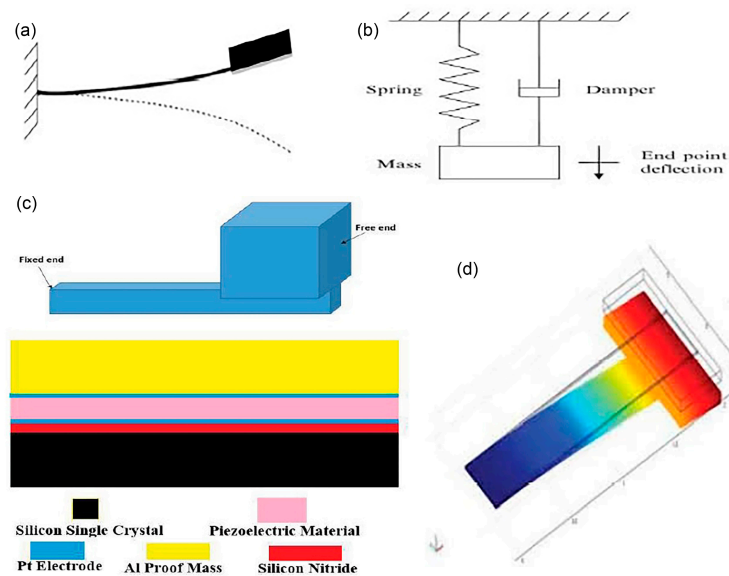 (a)
(b)
Spring
Damper
Mass
End point
deflection
(c)
Fixed end
Free end
(d)
Silicon Single Crystal
Piezoelectric Material
Pt Electrode
Al Proof Mass
Silicon Nitride